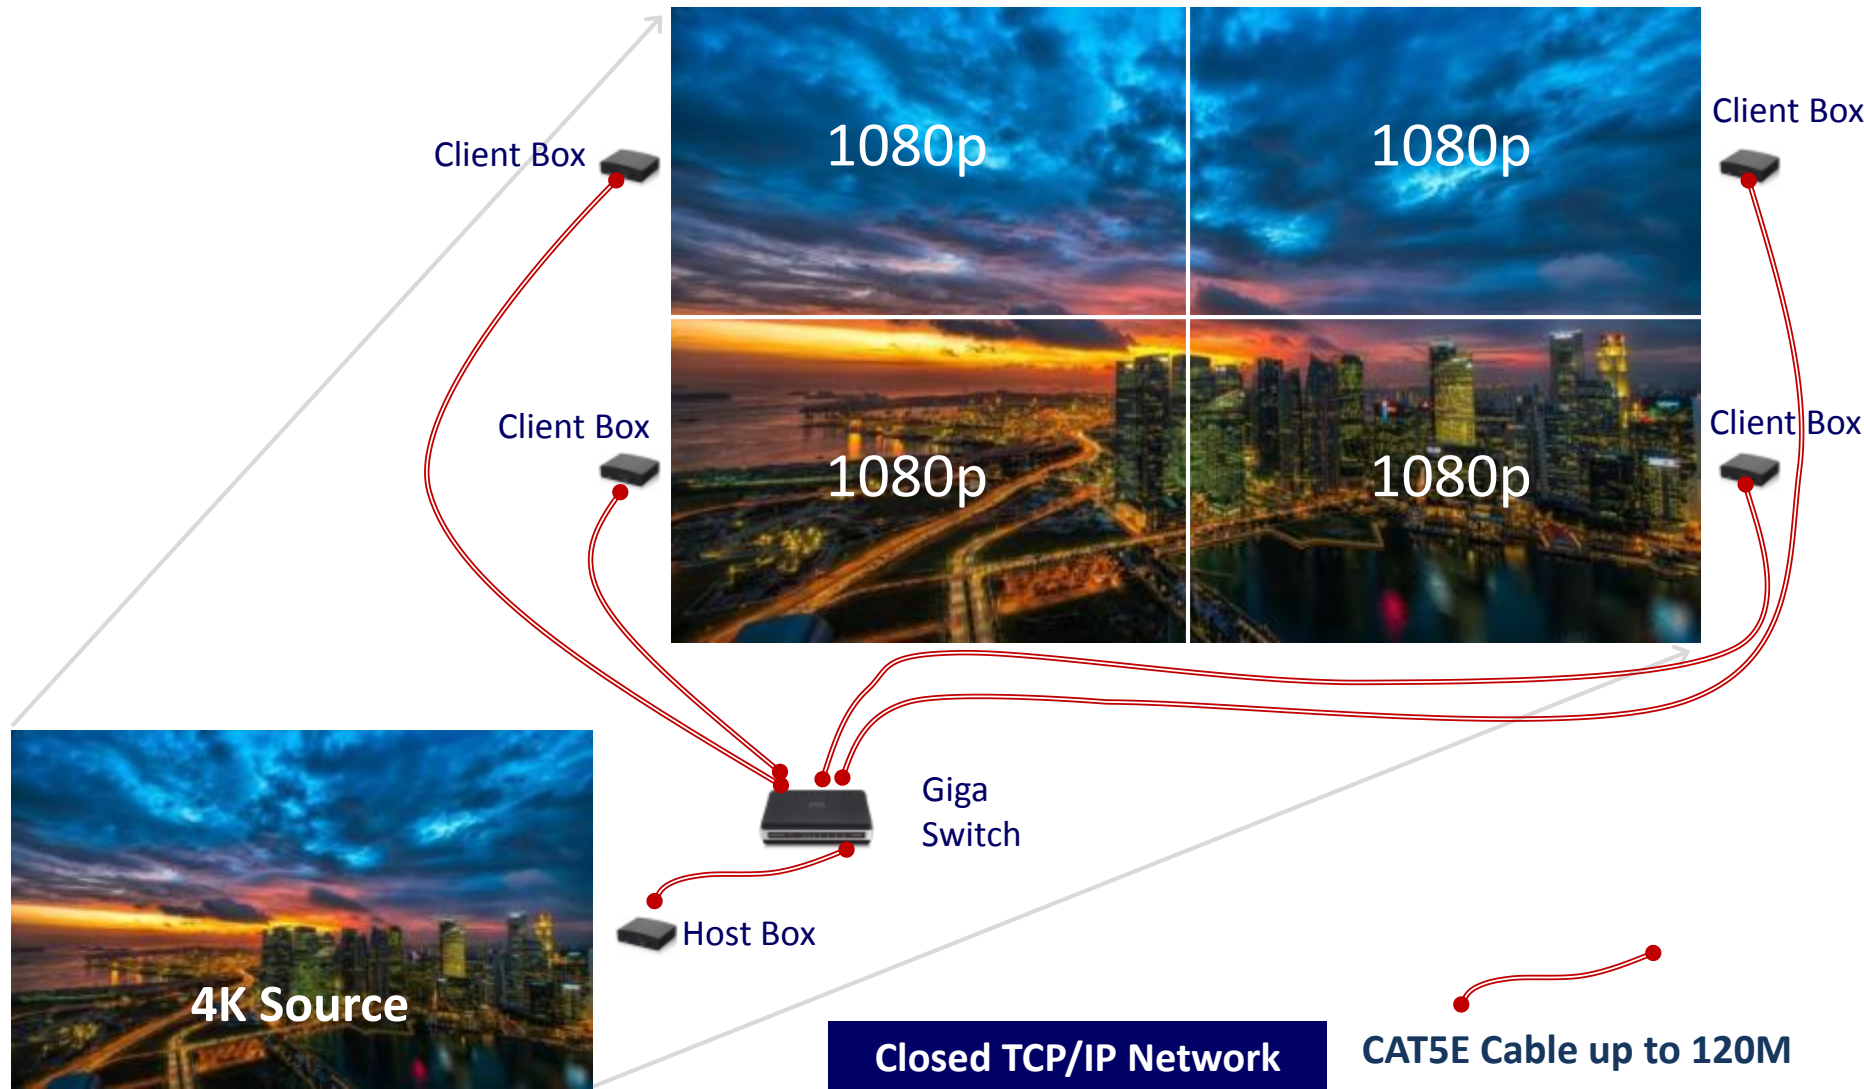 Client Box
1080p
1080p
Client Box
Client Box
1080p
1080p
Client Box
Giga
Switch
Host Box
4K Source
Closed TCP/IP Network
CAT5E Cable up to 120M